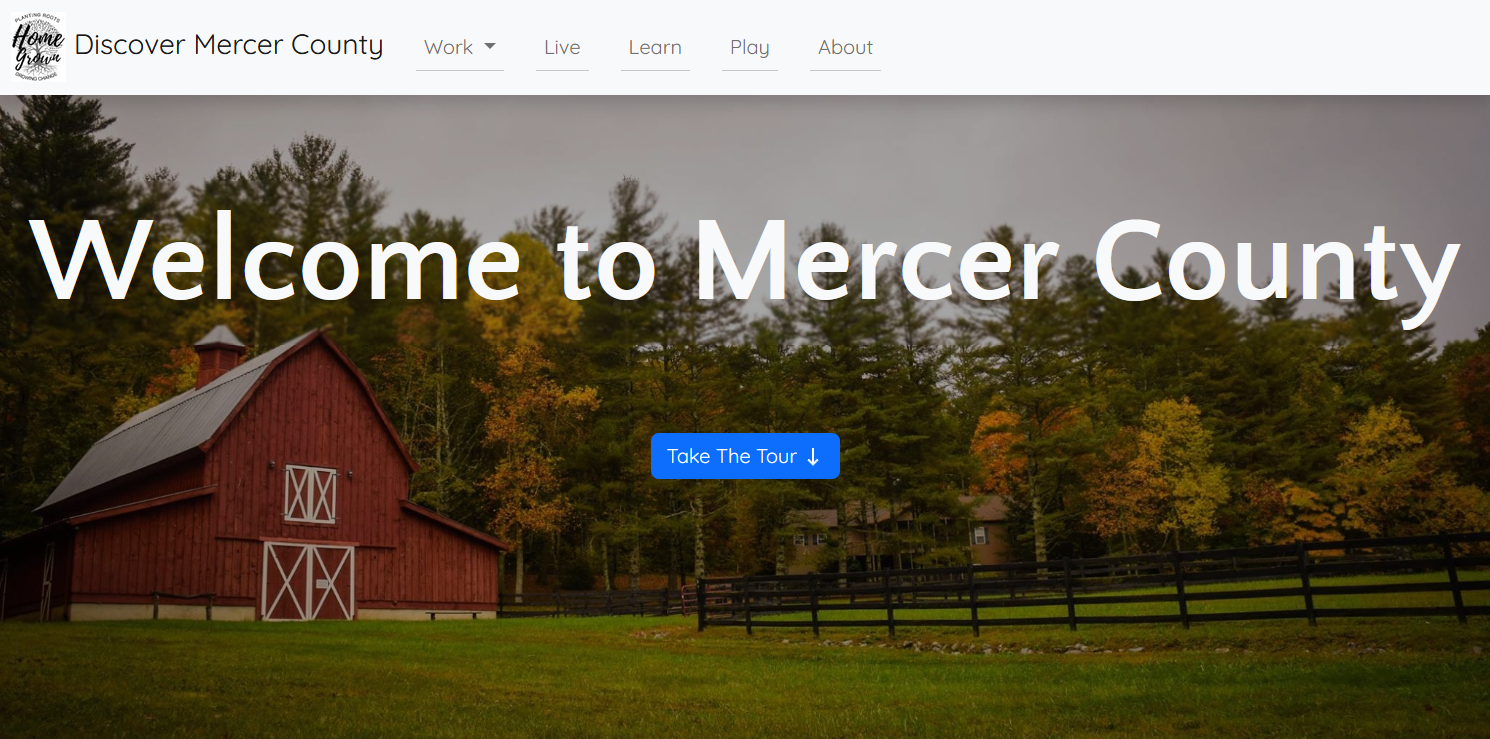 PLANTING ROOTS
Home
Grown
GROWING CHANGE
Discover Mercer County
Work
Live
Learn
Play
About
Welcome to Mercer County
Take The Tour ↓